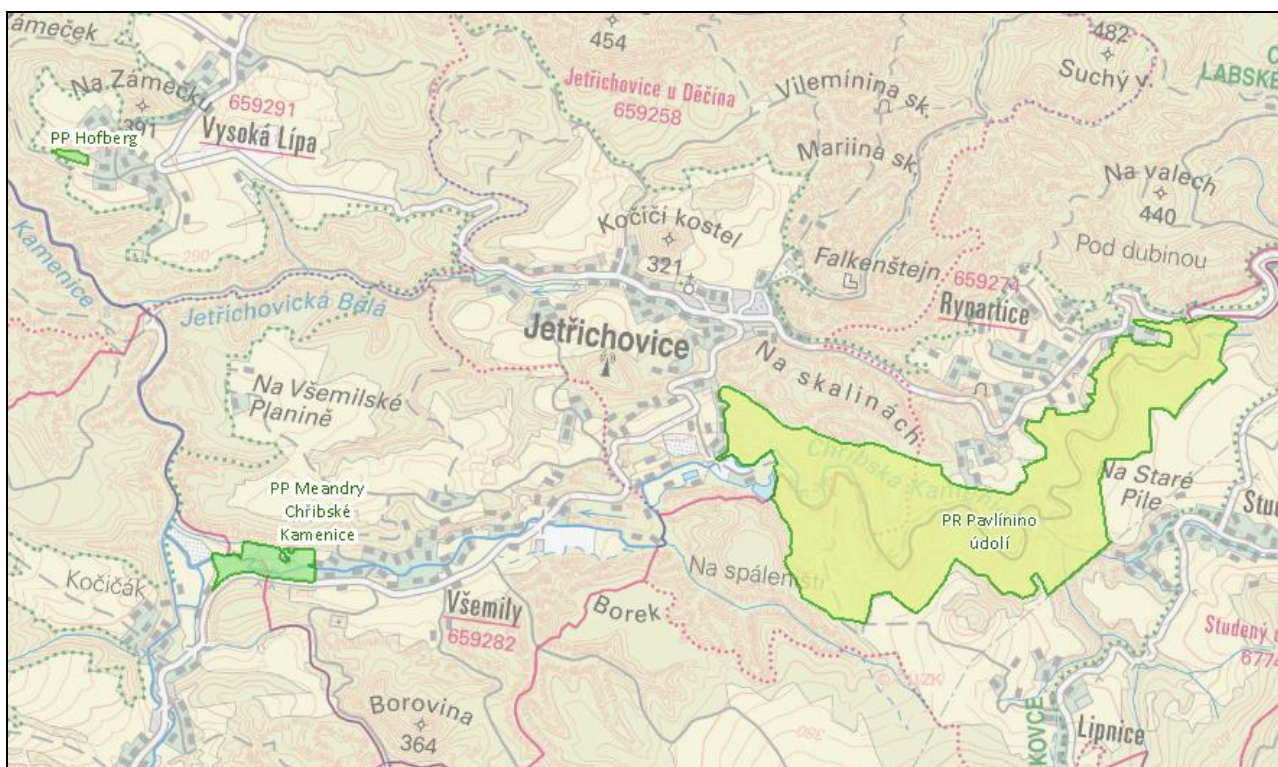 ámeček
Na Zámečku
391
PP Hofberg
659291
Vysoká Lípa
454
Jetřichovice u Děčína
659258
Vilemínina sk.
482
Suchý v.
LABSKÉ
Mariina sk.
Na valech
440
Kočičí kostel
321
Falkenštejn
Pod dubinou
659274
Rynartice
290
Kamenice
Jetřichovická Bělá
Jetřichovice
Na skalinách
Na Všemilské
Planině
Chřibská
PP Meandry
Chřibské
Kamenice
Na Staré
Pile
PR Pavlínino
údolí
Kočičák
Na spáleništi
Všemily
659282
Borek
Studený
Borovina
364
380
400
KOVCE
Lipnice